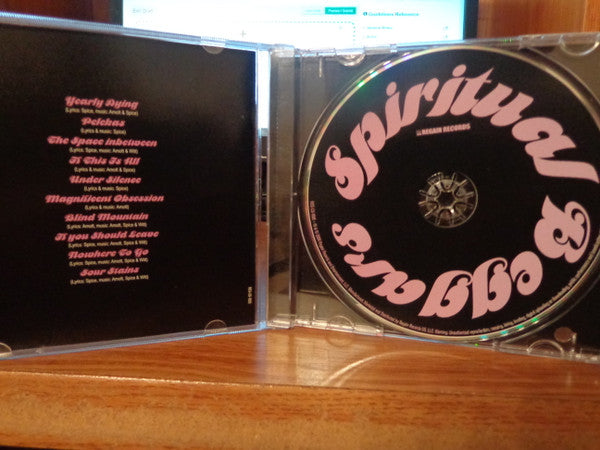 Yearly Dying
(Lyrics: Spice, music: Amott & Spice)
Pelekas
(Lyrics & music: Spice)
The Space Inbetween
(Lyrics: Spice, music: Amott & Witt)
If This Is All
(Lyrics & music: Spice)
Under Silence
(Lyrics & music: Spice)
Magnificent Obsession
(Lyrics & music: Amott)
Blind Mountain
(Lyrics: Amott, music: Amott, Spice & Witt)
If you Should Leave
(Lyrics: Spice, music: Amott, Spice & Witt)
Nowhere To Go
(Lyrics: Spice, music: Amott, Spice & Witt)
Sour Stains
(Lyrics: Spice, music: Amott, Spice & Witt)
Spiritual Beggars
REGAIN RECORDS